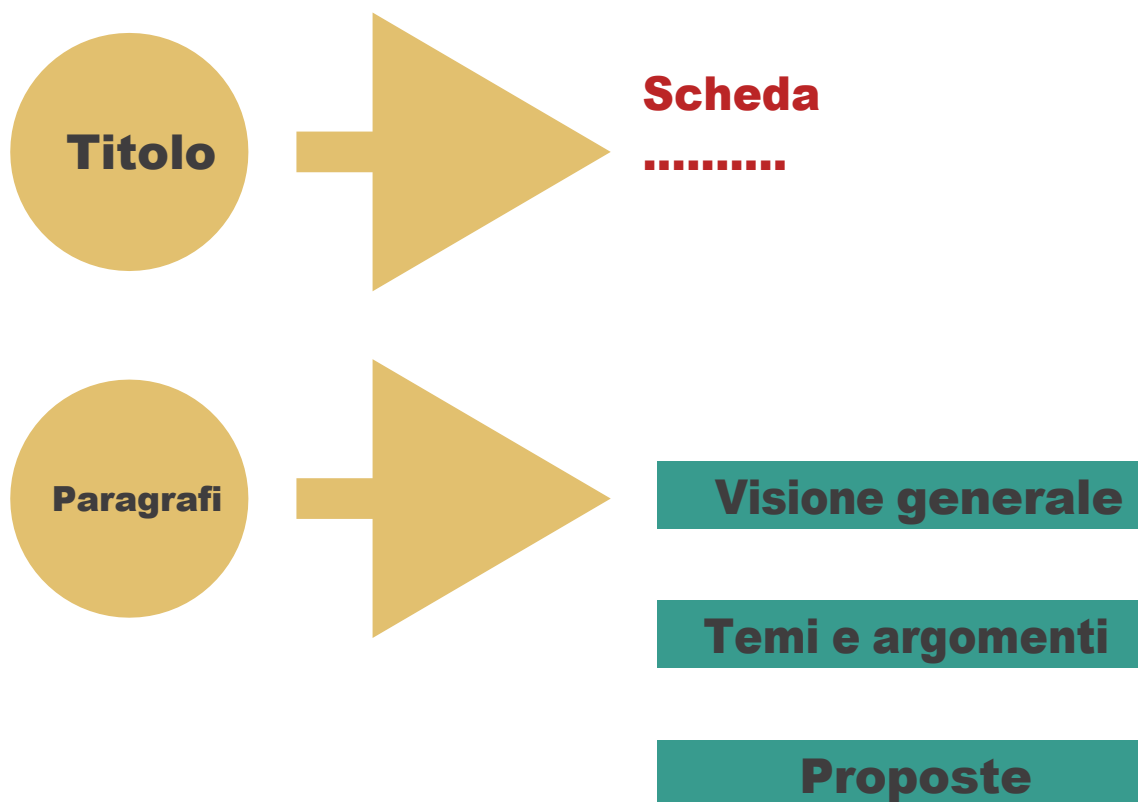 Titolo
Scheda
..........
Paragrafi
Visione generale
Temi e argomenti
Proposte